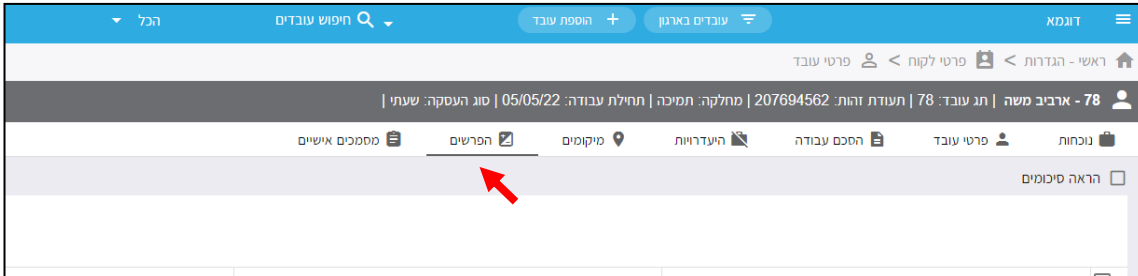 דוגמא עובדים בארגון + הוספת עובד חיפוש עובדים הכל
ראשי - הגדרות > פרטי לקוח > פרטי עובד
78 - ארביב משה | תג עובד: 78 | תעודת זהות: 207694562 | מחלקה: תמיכה | תחילת עבודה: 05/05/22 | סוג העסקה: שעתי |
נוכחות פרטי עובד הסכם עבודה היעדרויות מיקומים הפרשים מסמכים אישיים
הראה סיכומים